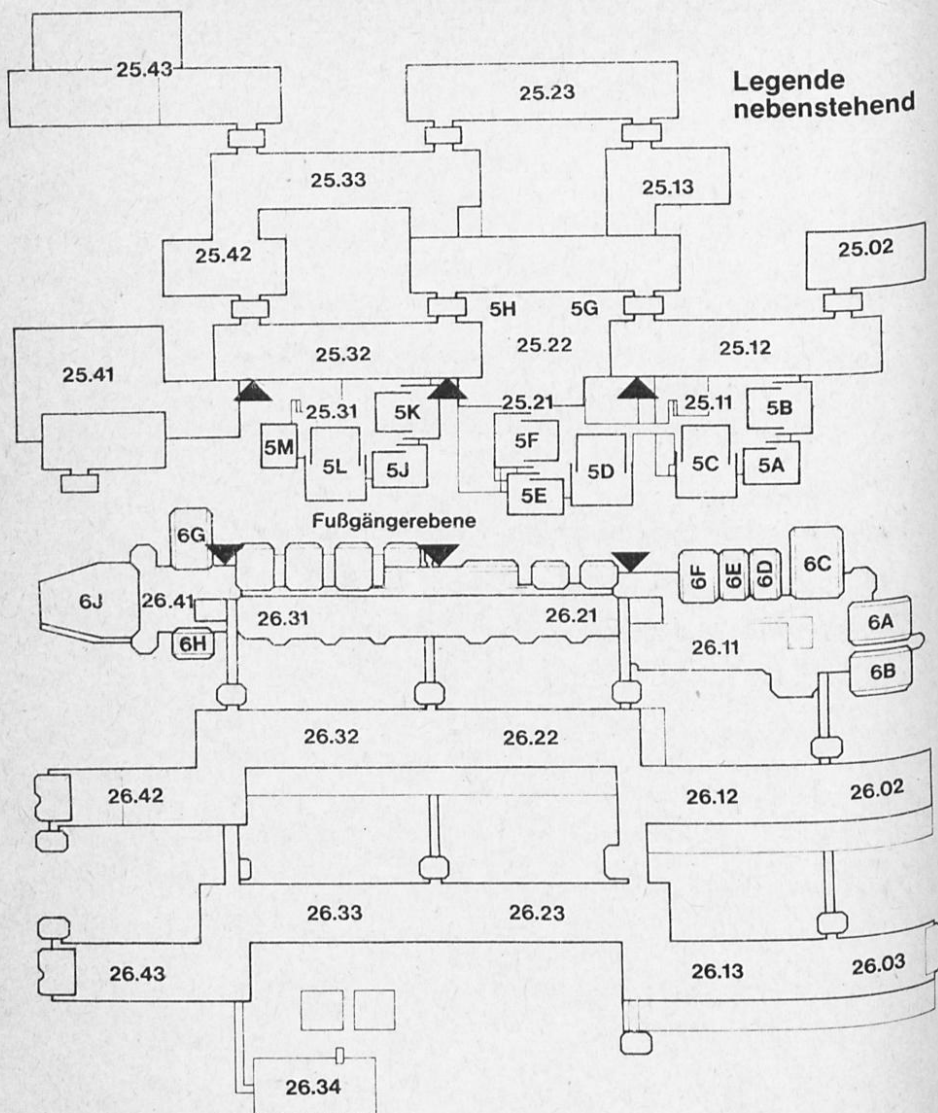 25.43
25.23
Legende
nebenstehend
25.33
25.13
25.42
25.02
5H
5G
25.32
25.22
25.12
25.41
25.31
5K
25.21
25.11
5B
5M
5F
5L
5J
5D
5C
5A
5E
Fußgängerebene
6G
6F
6E
6D
6C
6J
26.41
26.31
26.21
6A
6H
26.11
6B
26.32
26.22
26.42
26.12
26.02
26.33
26.23
26.43
26.13
26.03
26.34